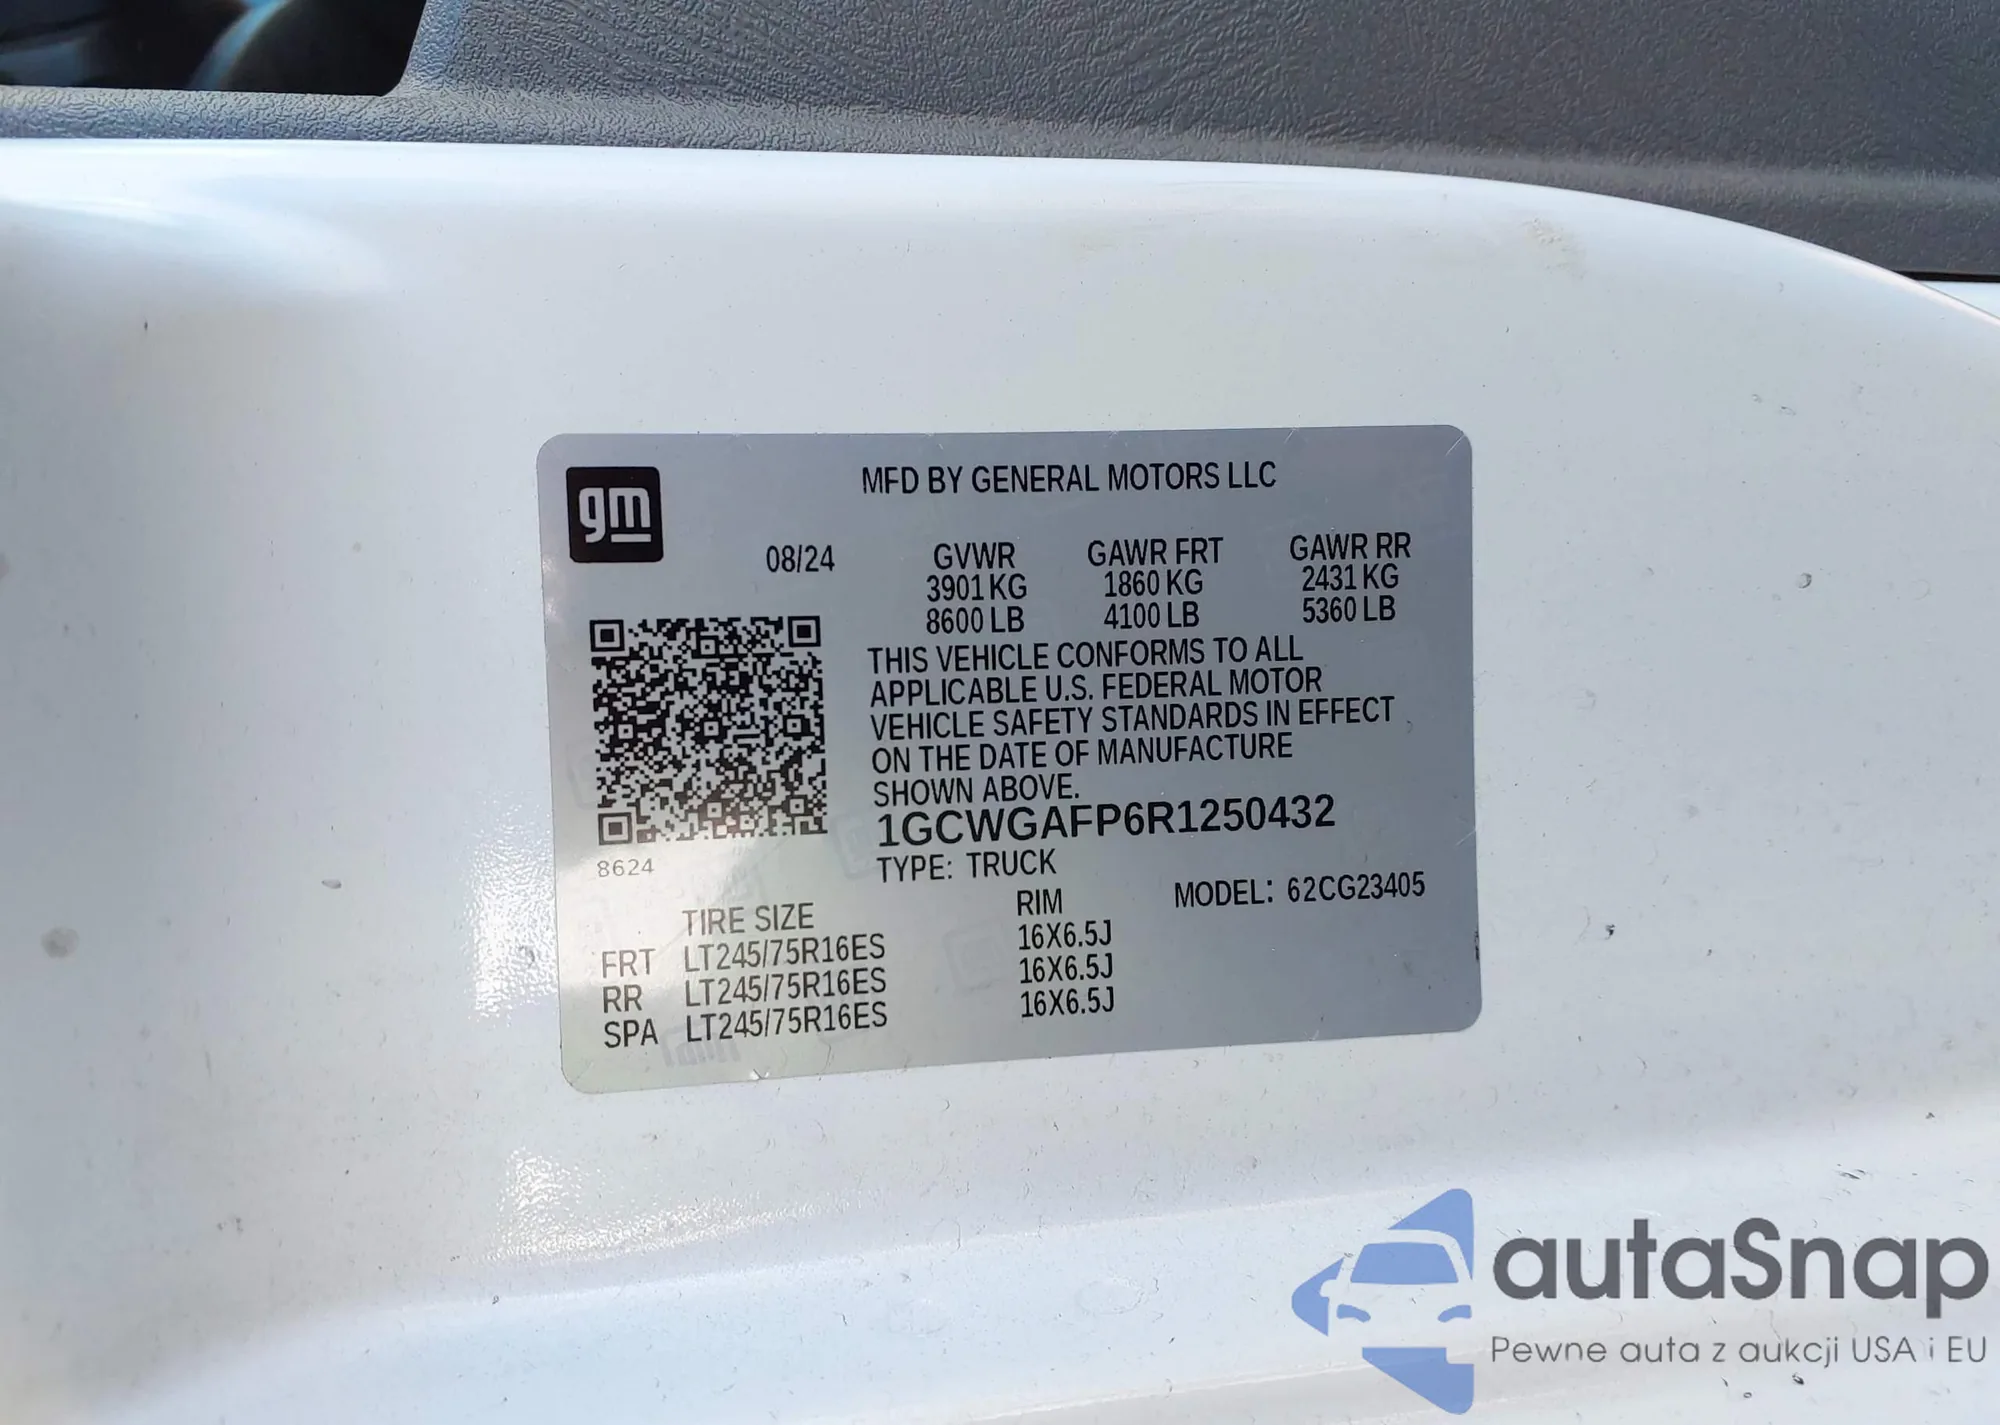 gm
MFD BY GENERAL MOTORS LLC
08/24 GVWR GAWR FRT GAWR RR
3901 KG 1860 KG 2431 KG
8600 LB 4100 LB 5360 LB
THIS VEHICLE CONFORMS TO ALL
APPLICABLE U.S. FEDERAL MOTOR
VEHICLE SAFETY STANDARDS IN EFFECT
ON THE DATE OF MANUFACTURE
SHOWN ABOVE.
1GCWGAFP6R1250432
8624
TYPE: TRUCK
MODEL: 62CG23405
TIRE SIZE RIM
FRT LT245/75R16ES 16X6.5J
RR LT245/75R16ES 16X6.5J
SPA LT245/75R16ES 16X6.5J
autaSnap
Pewne auta z aukcji USA i EU